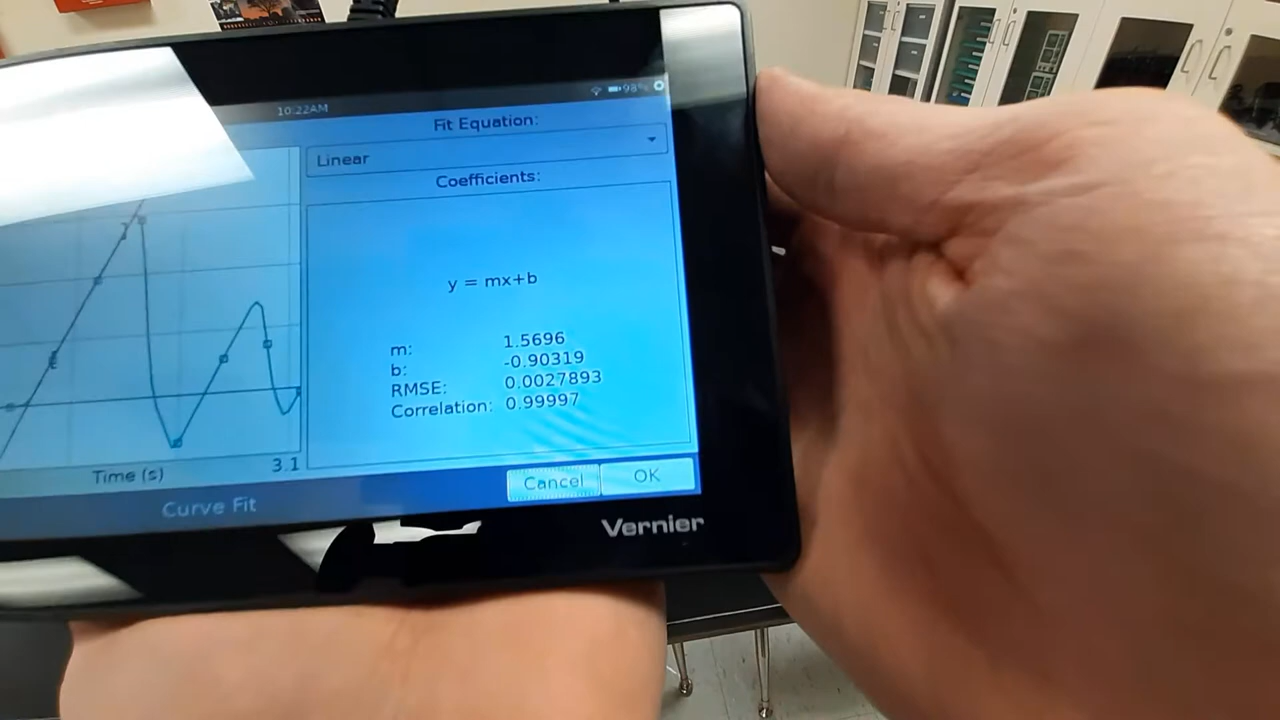 10:22AM
98%
Fit Equation:
Linear
Coefficients:
y = mx+b
m: 1.5696
b: -0.90319
RMSE: 0.0027893
Correlation: 0.99997
Time (s)
3.1
Cancel
OK
Curve Fit
Vernier